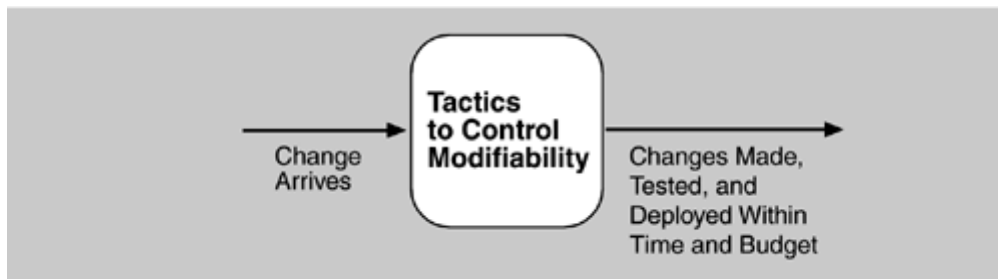 Change
Arrives
Tactics
to Control
Modifiability
Changes Made,
Tested, and
Deployed Within
Time and Budget